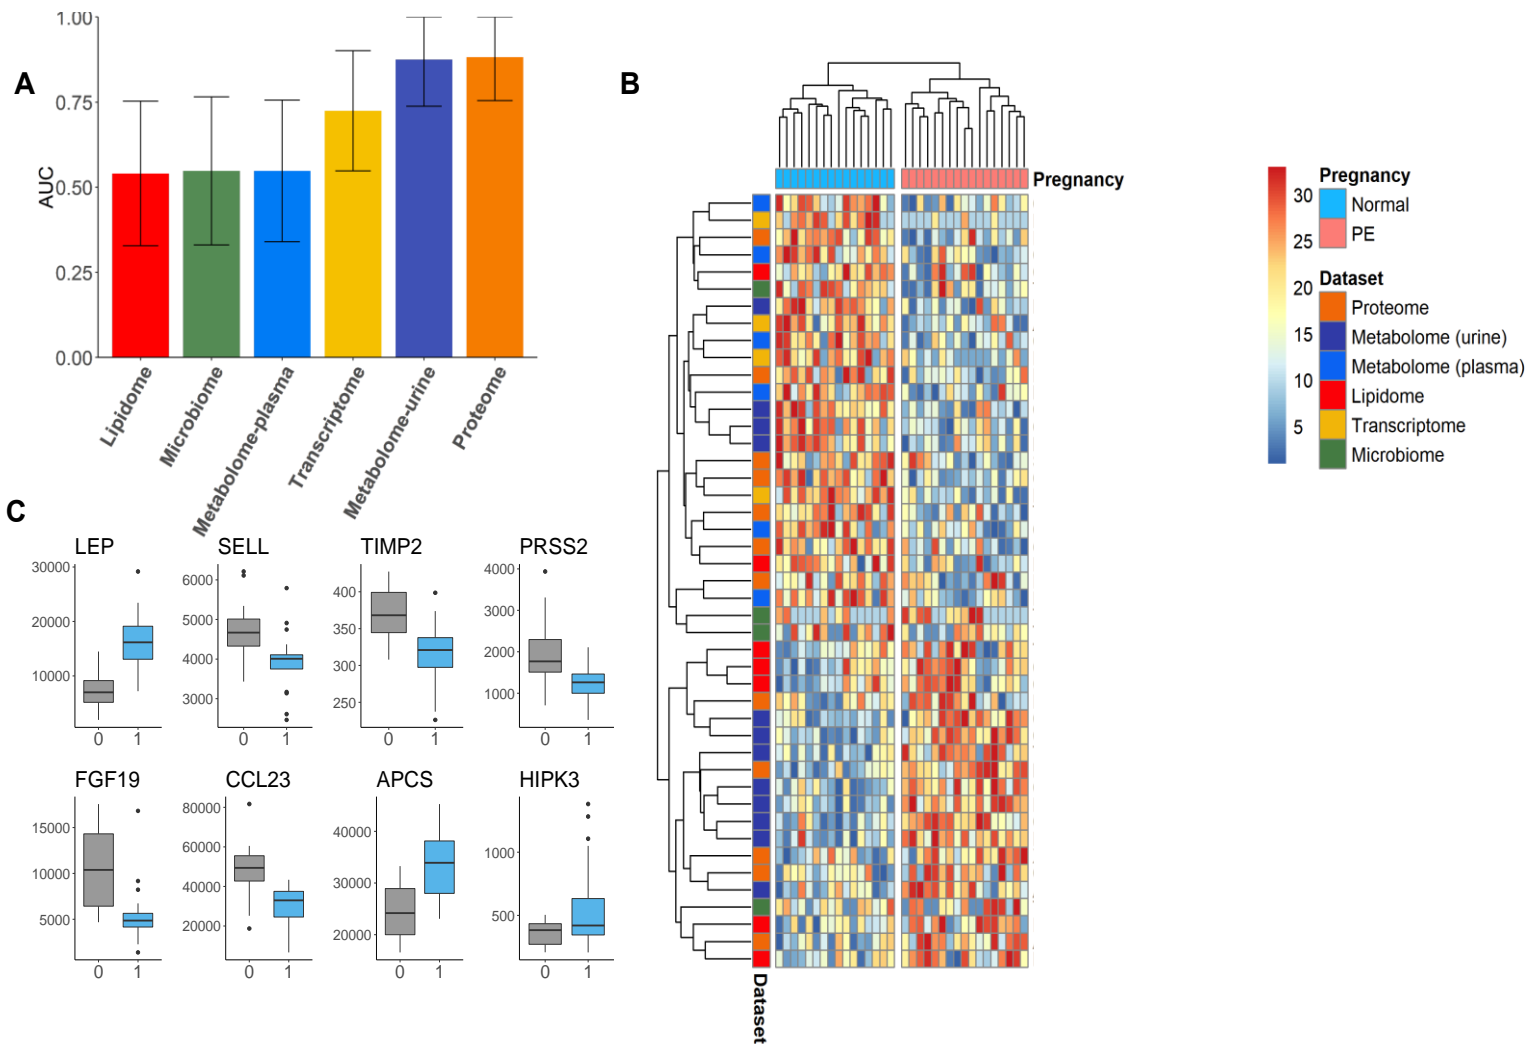 A
1.00
0.75
0.50
0.25
0.00
AUC
Lipidome
Microbiome
Metabolome-plasma
Transcriptome
Metabolome-urine
Proteome
B
Pregnancy
Dataset
30
25
20
15
10
5
Pregnancy
Normal
PE
Dataset
Proteome
Metabolome (urine)
Metabolome (plasma)
Lipidome
Transcriptome
Microbiome
C
LEP
30000
20000
10000
0 1
SELL
6000
5000
4000
3000
0 1
TIMP2
400
350
300
250
0 1
PRSS2
4000
3000
2000
1000
0 1
FGF19
15000
10000
5000
0 1
CCL23
80000
60000
40000
20000
0 1
APCS
40000
30000
20000
0 1
HIPK3
1000
500
0 1